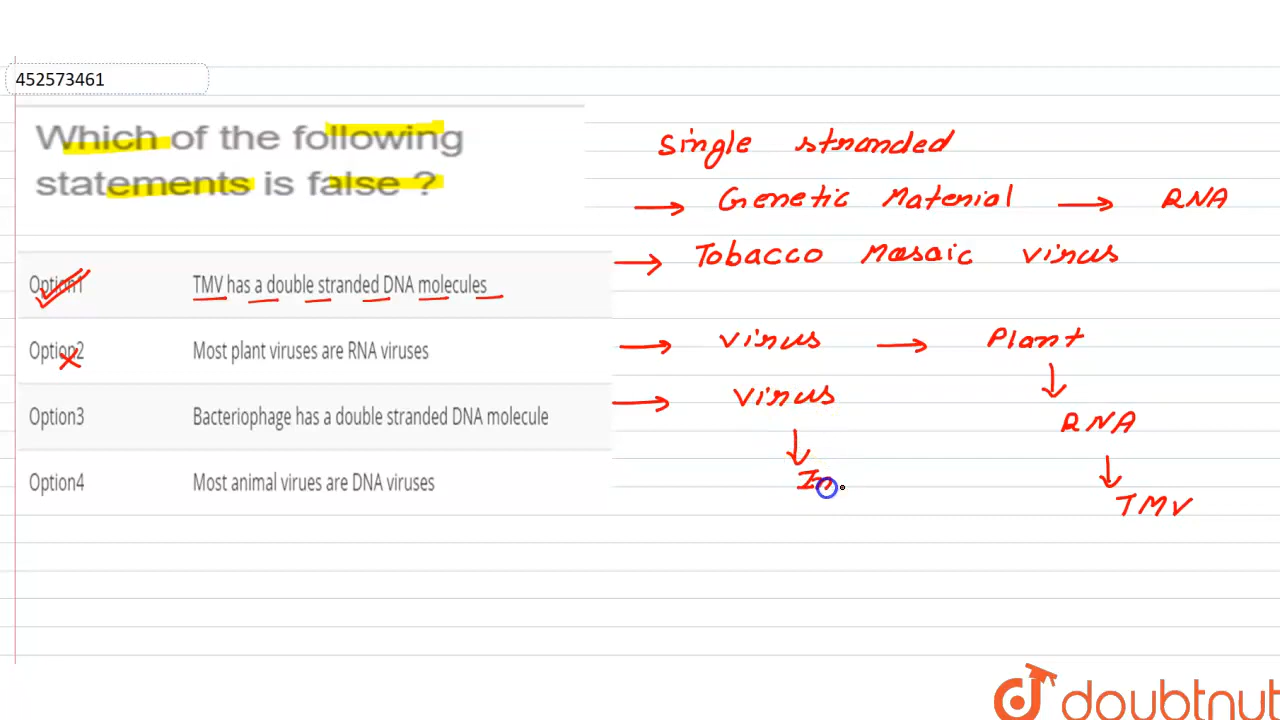 452573461
Which of the following
statements is false ?
Option1 TMV has a double stranded DNA molecules
Option2 Most plant viruses are RNA viruses
Option3 Bacteriophage has a double stranded DNA molecule
Option4 Most animal virues are DNA viruses
Single stranded
→ Genetic Material → RNA
→ Tobacco Mosaic virus
→ virus → Plant
→ virus ↓
↓ RNA
In ↓
TMV
doubtnut